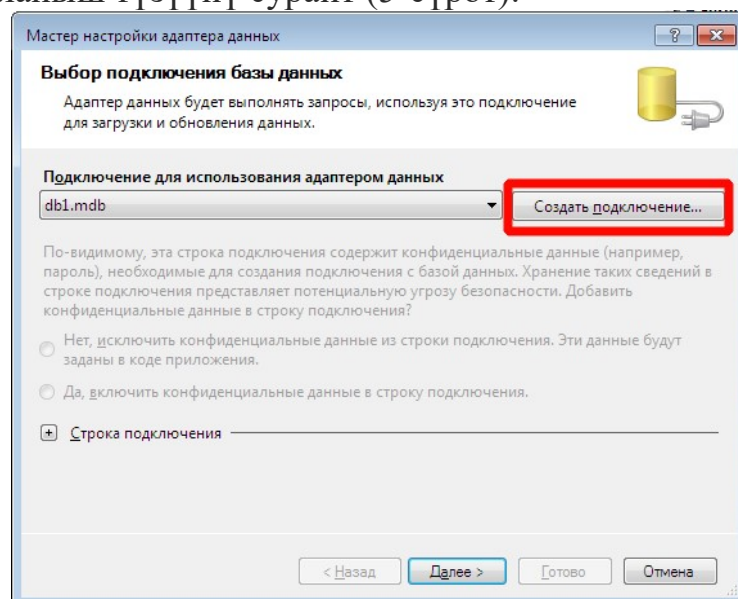 сурамт (3-сүрөт).
Мастер настройки адаптера данных
Выбор подключения базы данных
Адаптер данных будет выполнять запросы, используя это подключение
для загрузки и обновления данных.
Подключение для использования адаптером данных
db1.mdb
Создать подключение...
По-видимому, эта строка подключения содержит конфиденциальные данные (например,
пароль), необходимые для создания подключения с базой данных. Хранение таких сведений в
строке подключения представляет потенциальную угрозу безопасности. Добавить
конфиденциальные данные в строку подключения?
Нет, исключить конфиденциальные данные из строки подключения. Эти данные будут
заданы в коде приложения.
Да, включить конфиденциальные данные в строку подключения.
Строка подключения
< Назад
Далее >
Готово
Отмена